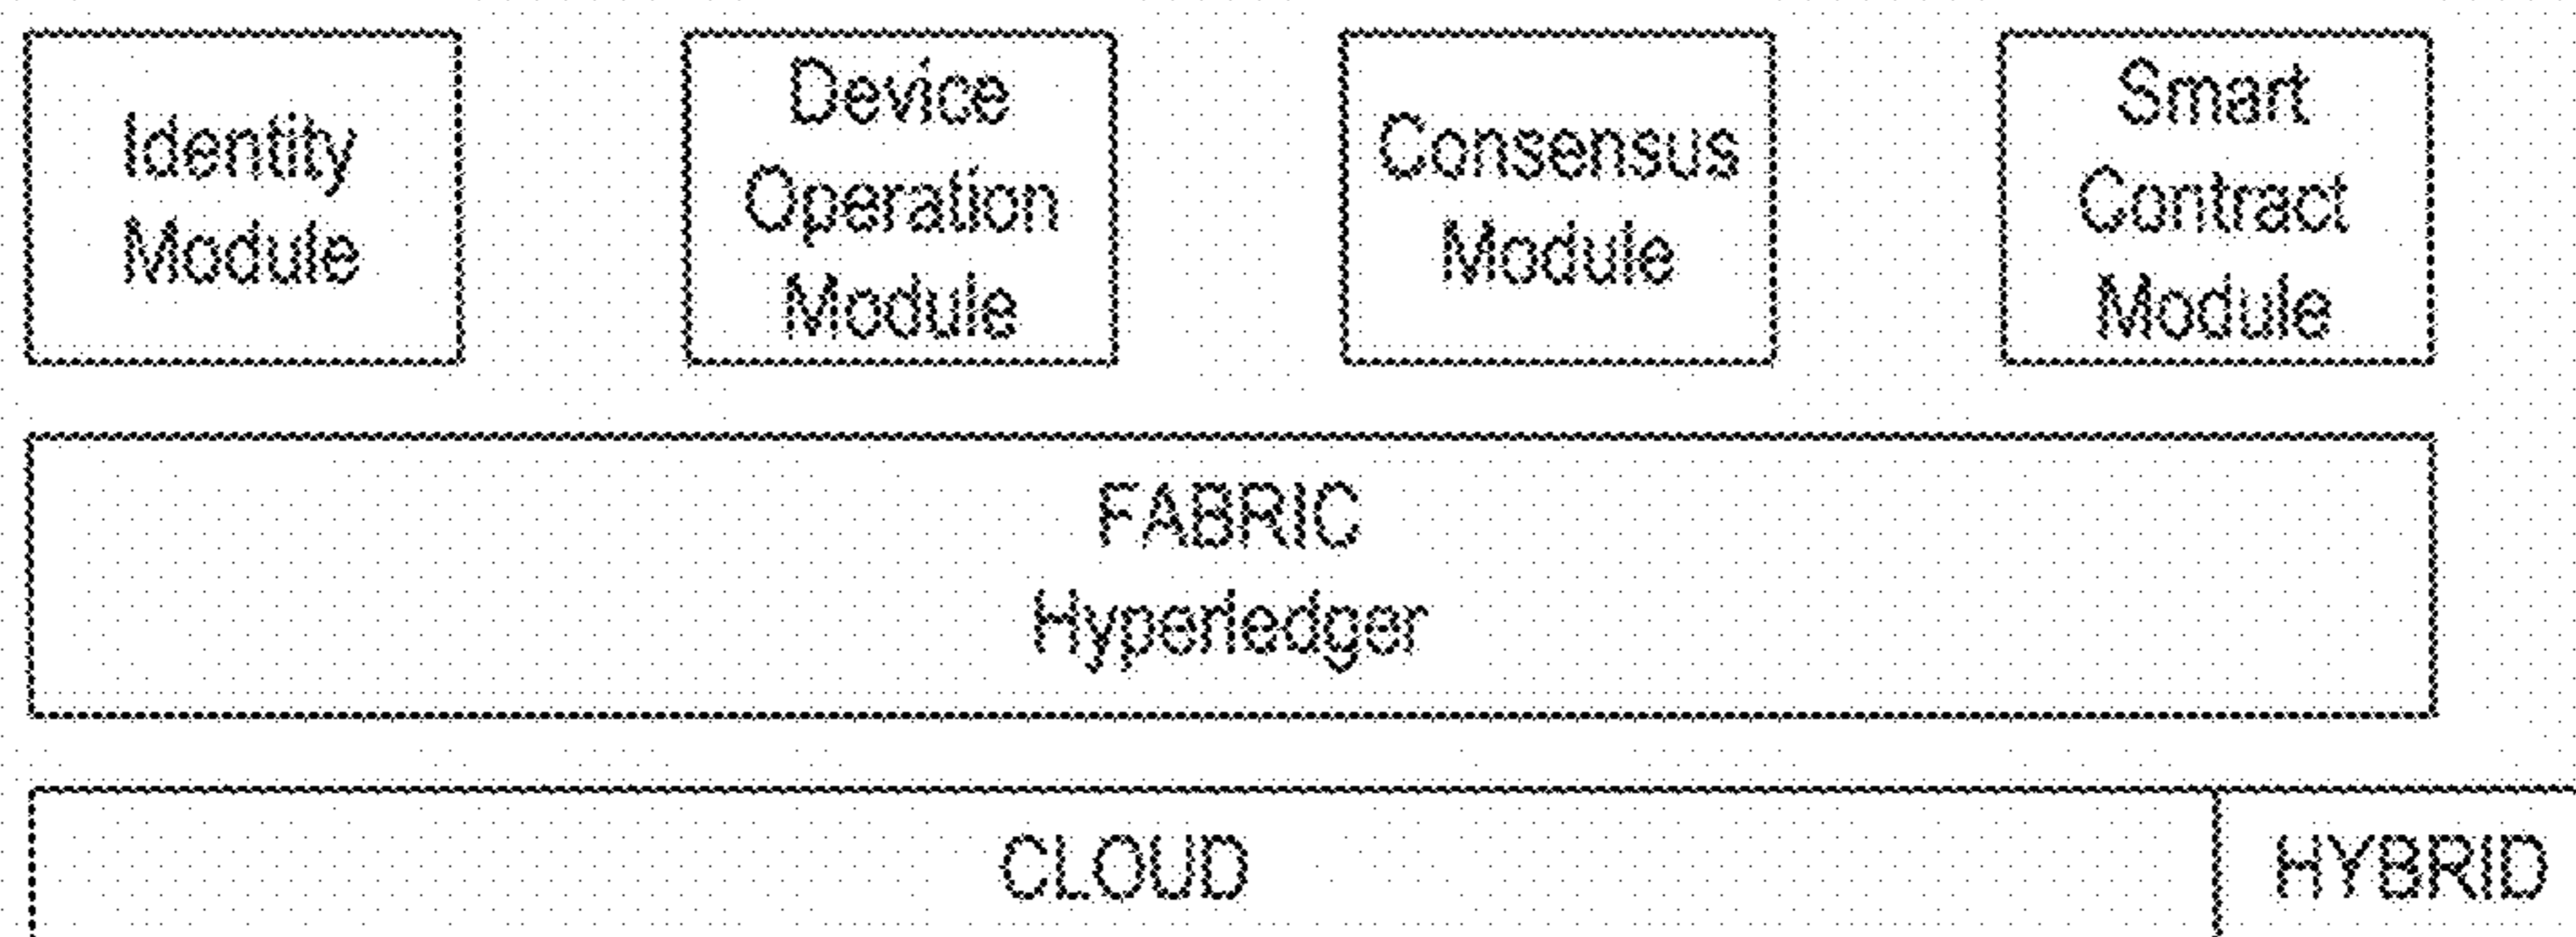 Identity
Module
Device
Operation
Module
Consensus
Module
Smart
Contract
Module
FABRIC
Hyperledger
CLOUD
HYBRID